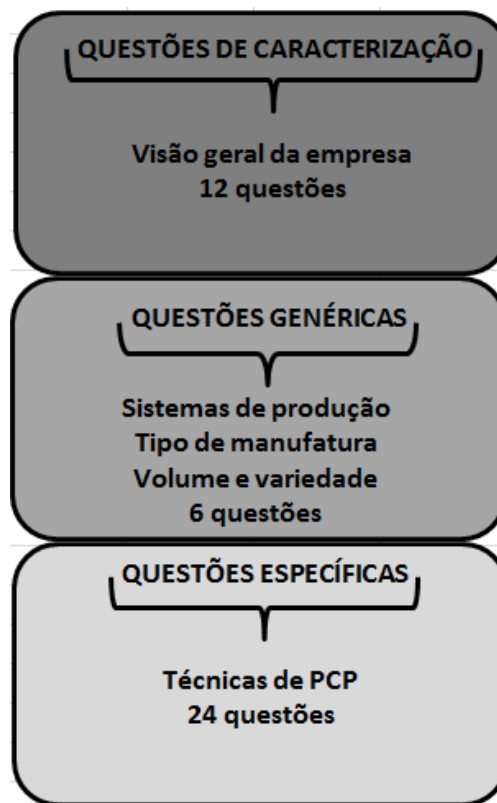 QUESTÕES DE CARACTERIZAÇÃO
Visão geral da empresa
12 questões
QUESTÕES GENÉRICAS
Sistemas de produção
Tipo de manufatura
Volume e variedade
6 questões
QUESTÕES ESPECÍFICAS
Técnicas de PCP
24 questões